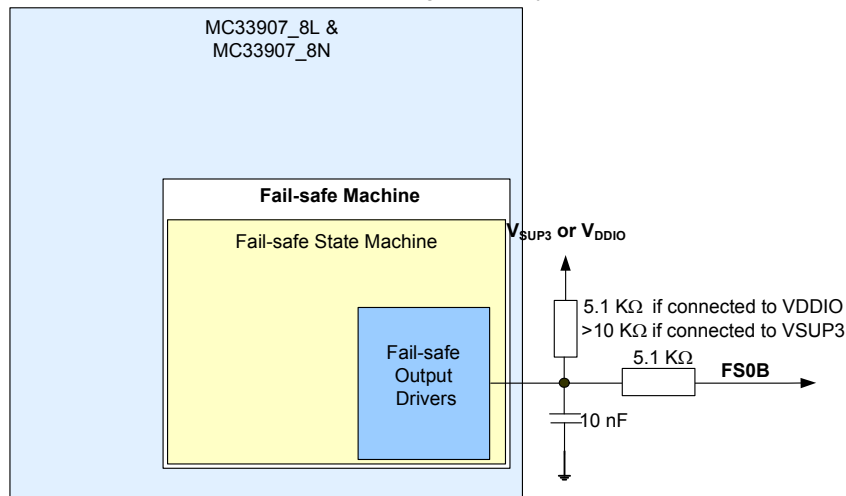 MC33907_8L &
MC33907_8N
Fail-safe Machine
Fail-safe State Machine
VSUP3 or VDDIO
5.1 KΩ if connected to VDDIO
>10 KΩ if connected to VSUP3
5.1 KΩ
FS0B
Fail-safe
Output
Drivers
10 nF